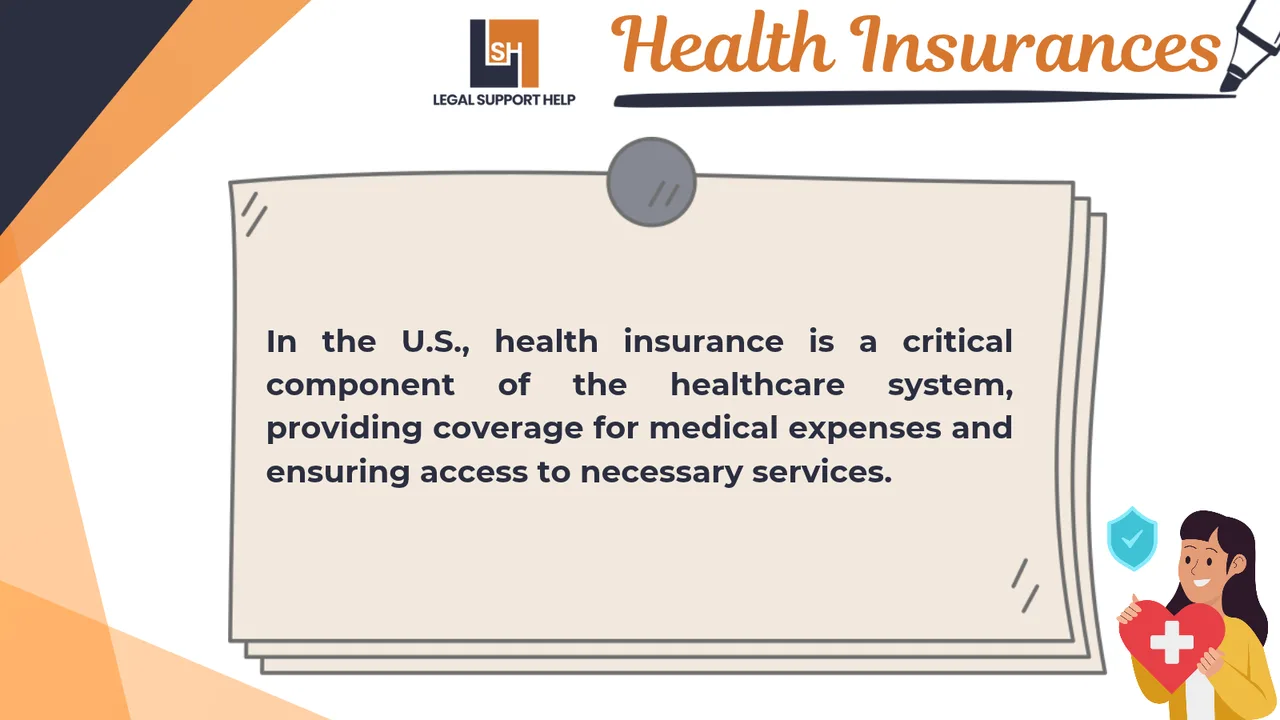 LSH
LEGAL SUPPORT HELP
Health Insurances
In the U.S., health insurance is a critical
component of the healthcare system,
providing coverage for medical expenses and
ensuring access to necessary services.